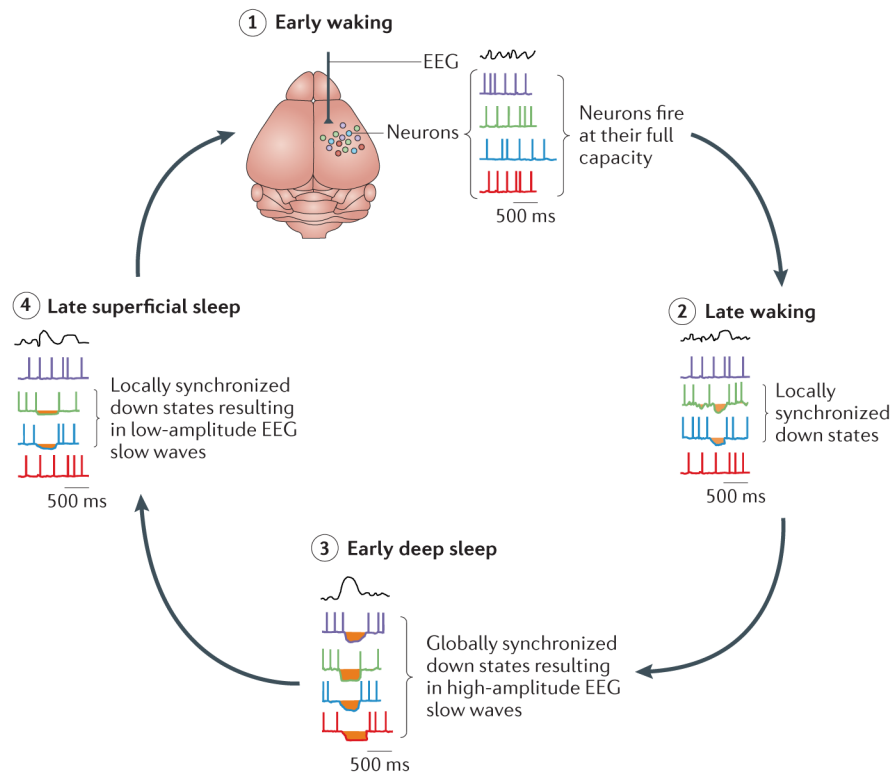 1 Early waking
EEG
Neurons
Neurons fire
at their full
capacity
500 ms
2 Late waking
Locally
synchronized
down states
500 ms
3 Early deep sleep
Globally synchronized
down states resulting
in high-amplitude EEG
slow waves
500 ms
4 Late superficial sleep
Locally synchronized
down states resulting
in low-amplitude EEG
slow waves
500 ms